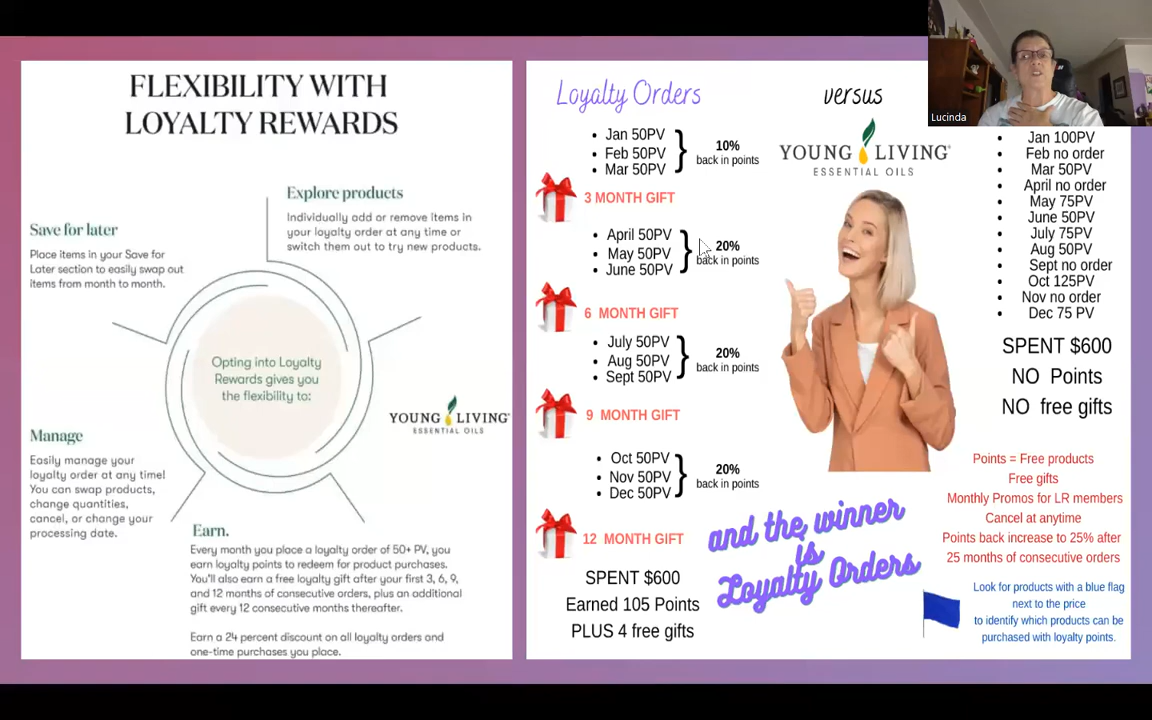 FLEXIBILITY WITH
LOYALTY REWARDS
Explore products
Individually add or remove items in
your loyalty order at any time or
switch them out to try new products.
Save for later
Place items in your Save for
Later section to easily swap out
items from month to month.
Opting into Loyalty
Rewards gives you
the flexibility to:
YOUNG LIVING
ESSENTIAL OILS
Manage
Easily manage your
loyalty order at any time!
You can swap products,
change quantities,
cancel, or change your
processing date.
Earn.
Every month you place a loyalty order of 50+ PV, you
earn loyalty points to redeem for product purchases.
You'll also earn a free loyalty gift after your first 3, 6, 9,
and 12 months of consecutive orders, plus an additional
gift every 12 consecutive months thereafter.
Earn a 24 percent discount on all loyalty orders and
one-time purchases you place.
Loyalty Orders
• Jan 50PV
• Feb 50PV
• Mar 50PV
10%
back in points
3 MONTH GIFT
• April 50PV
• May 50PV
• June 50PV
20%
back in points
6 MONTH GIFT
• July 50PV
• Aug 50PV
• Sept 50PV
20%
back in points
9 MONTH GIFT
• Oct 50PV
• Nov 50PV
• Dec 50PV
20%
back in points
12 MONTH GIFT
SPENT $600
Earned 105 Points
PLUS 4 free gifts
versus
YOUNG LIVING
ESSENTIAL OILS
and the winner
is
Loyalty Orders
Lucinda
• Jan 100PV
• Feb no order
• Mar 50PV
• April no order
• May 75PV
• June 50PV
• July 75PV
• Aug 50PV
• Sept no order
• Oct 125PV
• Nov no order
• Dec 75 PV
SPENT $600
NO Points
NO free gifts
Points = Free products
Free gifts
Monthly Promos for LR members
Cancel at anytime
Points back increase to 25% after
25 months of consecutive orders
Look for products with a blue flag
next to the price
to identify which products can be
purchased with loyalty points.